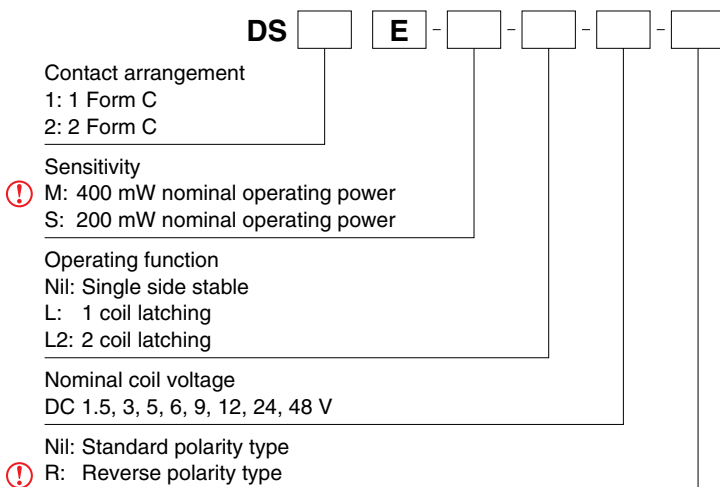 DS E - - - -
Contact arrangement
1: 1 Form C
2: 2 Form C
Sensitivity
M: 400 mW nominal operating power
S: 200 mW nominal operating power
Operating function
Nil: Single side stable
L: 1 coil latching
L2: 2 coil latching
Nominal coil voltage
DC 1.5, 3, 5, 6, 9, 12, 24, 48 V
Nil: Standard polarity type
R: Reverse polarity type